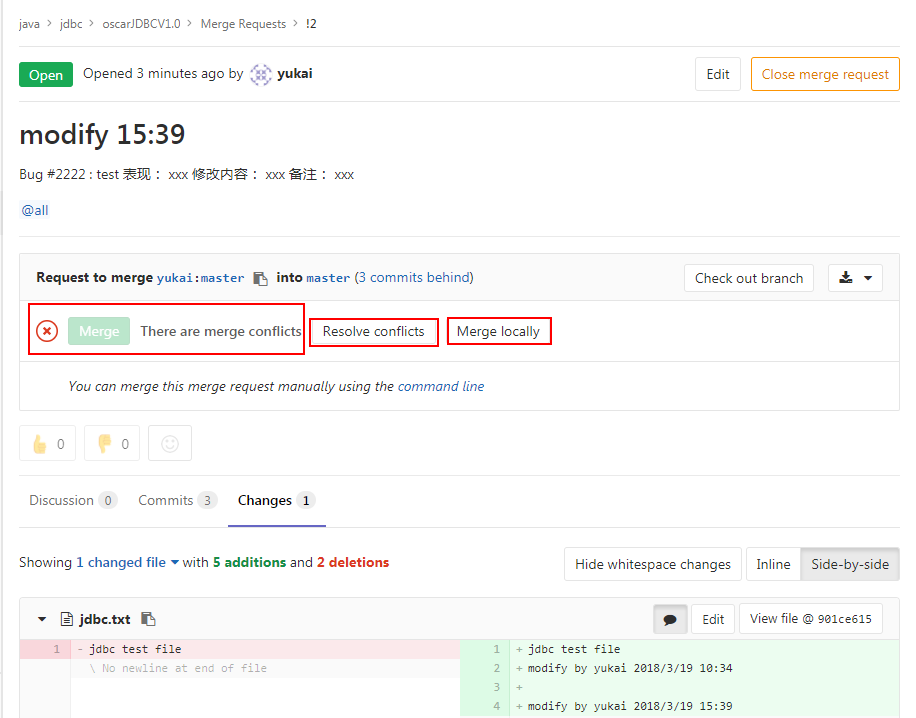 java > jdbc > oscarJDBCV1.0 > Merge Requests > !2
Open Opened 3 minutes ago by yukai Edit Close merge request
modify 15:39
Bug #2222 : test 表现： xxx 修改内容： xxx 备注： xxx
@all
Request to merge yukai:master into master (3 commits behind) Check out branch
Merge There are merge conflicts Resolve conflicts Merge locally
You can merge this merge request manually using the command line
0 0
Discussion 0 Commits 3 Changes 1
Showing 1 changed file with 5 additions and 2 deletions Hide whitespace changes Inline Side-by-side
jdbc.txt Edit View file @ 901ce615
1 - jdbc test file 1 + jdbc test file
\ No newline at end of file 2 + modify by yukai 2018/3/19 10:34
3 +
4 + modify by yukai 2018/3/19 15:39